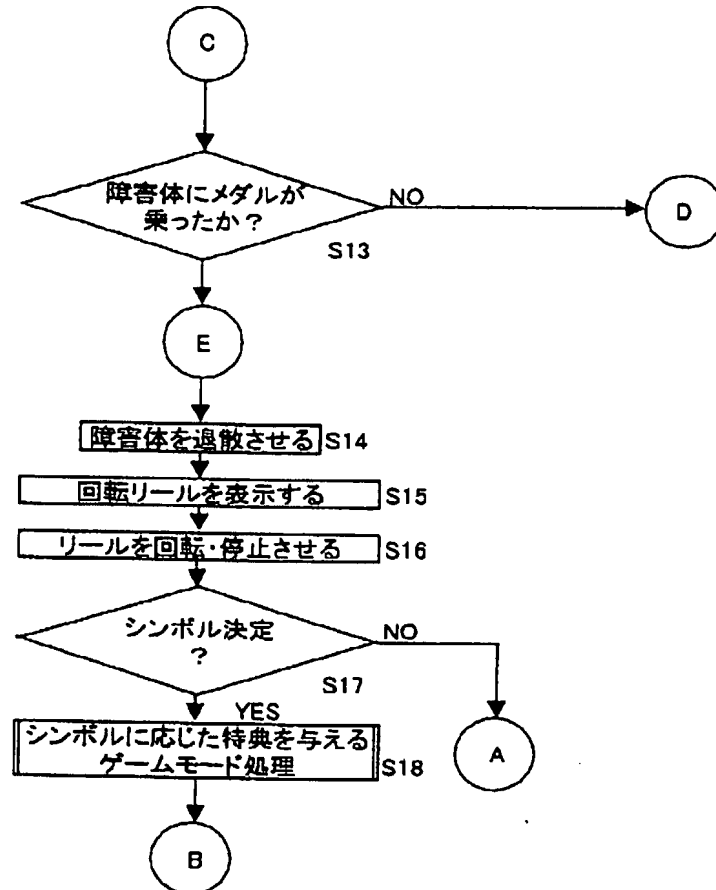 C
障害体にメダルが
乗ったか？
NO
D
S13
E
障害体を退散させる
S14
回転リールを表示する
S15
リールを回転・停止させる
S16
シンボル決定
？
NO
S17
YES
シンボルに応じた特典を与える
ゲームモード処理
S18
A
B